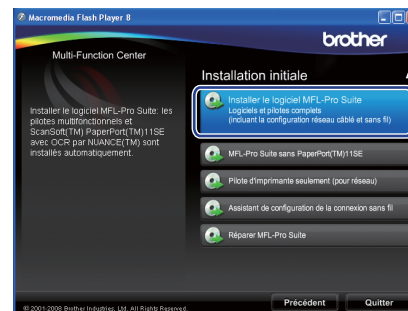 Macromedia Flash Player 8
brother
Multi-Function Center
Installation initiale
Installer le logiciel MFL-Pro Suite: les
pilotes multifonctionnels et
ScanSoft(TM) PaperPort(TM)11SE
avec OCR par NUANCE(TM) sont
installés automatiquement.
Installer le logiciel MFL-Pro Suite
Logiciels et pilotes complets
(incluant la configuration réseau câblé et sans fil)
MFL-Pro Suite sans PaperPort(TM)11SE
Pilote d'imprimante seulement (pour réseau)
Assistant de configuration de la connexion sans fil
Réparer MFL-Pro Suite
© 2001-2008 Brother Industries, Ltd. All Rights Reserved.
Précédent
Quitter